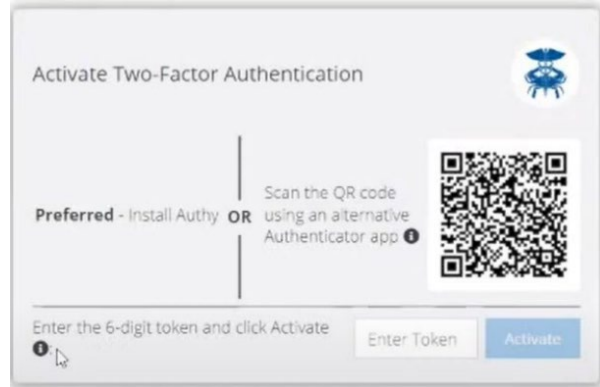 Activate Two-Factor Authentication
Preferred - Install Authy
OR
Scan the QR code
using an alternative
Authenticator app
Enter the 6-digit token and click Activate
:
Enter Token
Activate